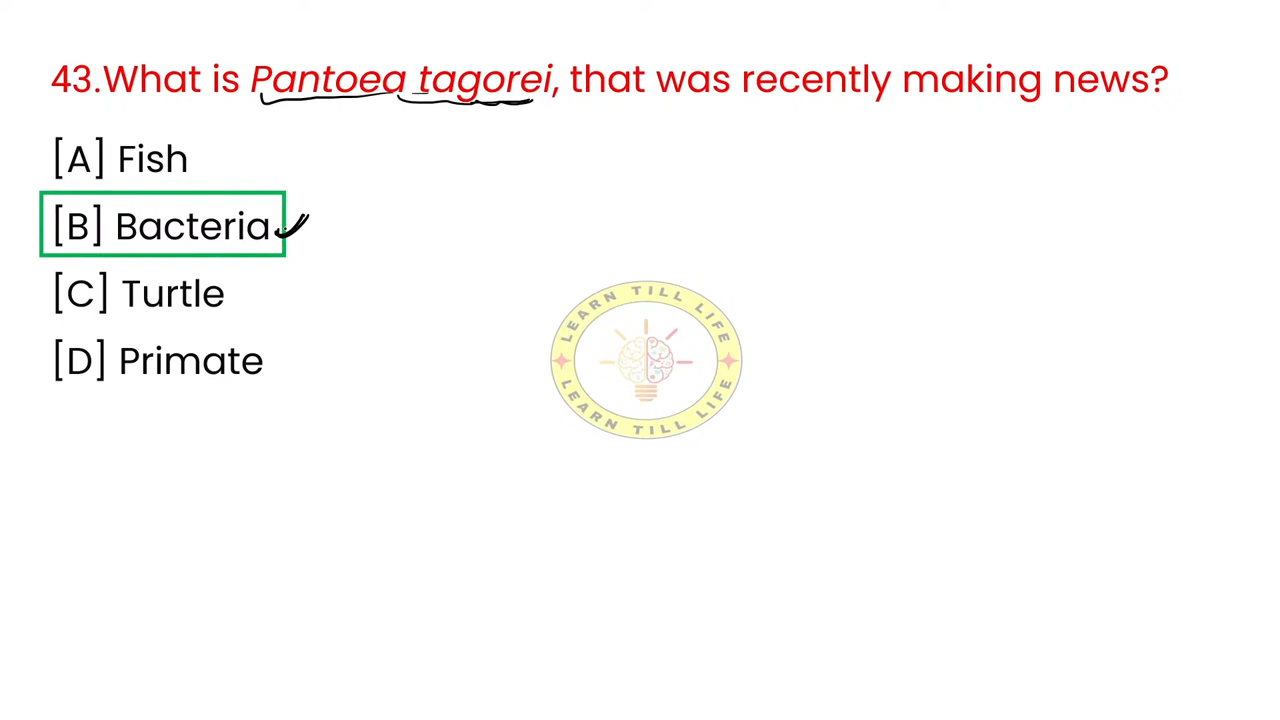 43.What is Pantoea tagorei, that was recently making news?
[A] Fish
[B] Bacteria
[C] Turtle
[D] Primate
LEARN TILL LIFE
LEARN TILL LIFE